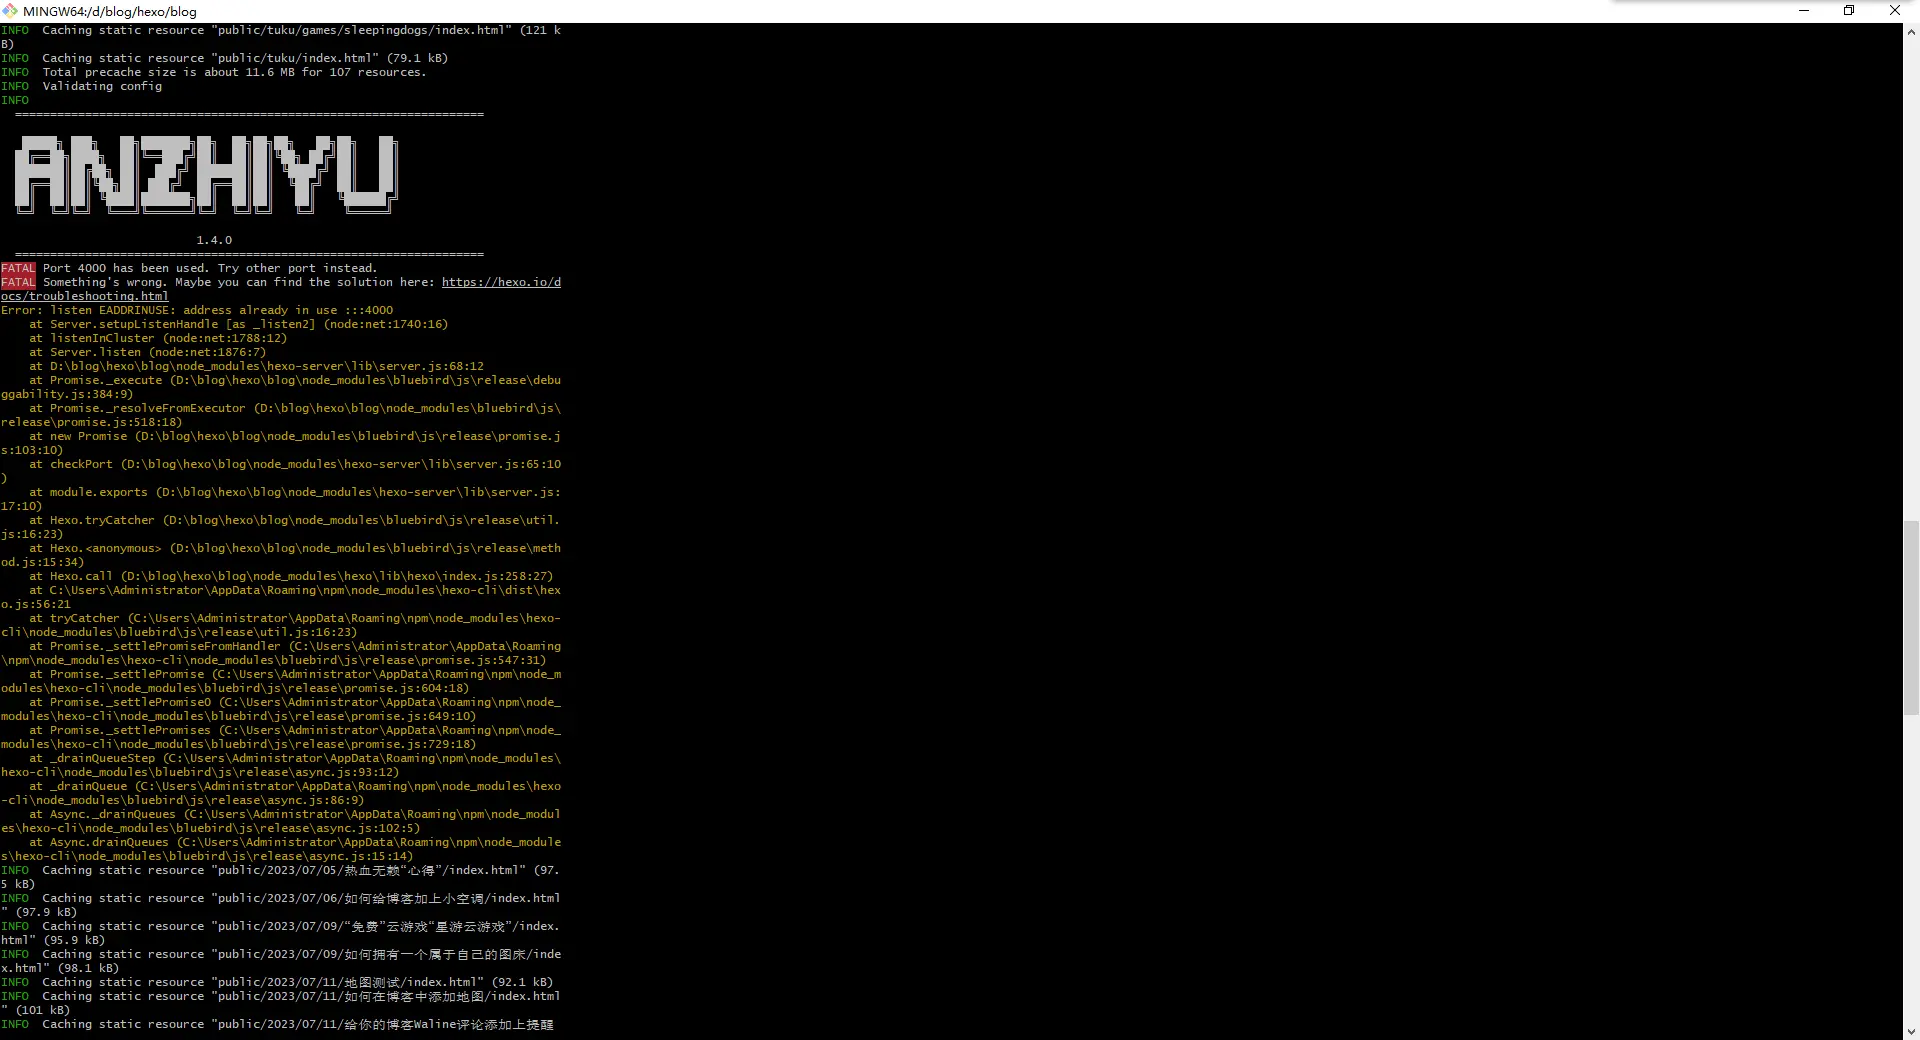 MINGW64:/d/blog/hexo/blog
INFO  Caching static resource "public/tuku/games/sleepingdogs/index.html" (121 k
B)
INFO  Caching static resource "public/tuku/index.html" (79.1 kB)
INFO  Total precache size is about 11.6 MB for 107 resources.
INFO  Validating config
INFO
===================================================================
ANZHIYU
1.4.0
===================================================================
FATAL Port 4000 has been used. Try other port instead.
FATAL Something's wrong. Maybe you can find the solution here: https://hexo.io/d
ocs/troubleshooting.html
Error: listen EADDRINUSE: address already in use :::4000
    at Server.setupListenHandle [as _listen2] (node:net:1740:16)
    at listenInCluster (node:net:1788:12)
    at Server.listen (node:net:1876:7)
    at D:\blog\hexo\blog\node_modules\hexo-server\lib\server.js:68:12
    at Promise._execute (D:\blog\hexo\blog\node_modules\bluebird\js\release\debu
ggability.js:384:9)
    at Promise._resolveFromExecutor (D:\blog\hexo\blog\node_modules\bluebird\js\
release\promise.js:518:18)
    at new Promise (D:\blog\hexo\blog\node_modules\bluebird\js\release\promise.j
s:103:10)
    at checkPort (D:\blog\hexo\blog\node_modules\hexo-server\lib\server.js:65:10
)
    at module.exports (D:\blog\hexo\blog\node_modules\hexo-server\lib\server.js:
17:10)
    at Hexo.tryCatcher (D:\blog\hexo\blog\node_modules\bluebird\js\release\util.
js:16:23)
    at Hexo.<anonymous> (D:\blog\hexo\blog\node_modules\bluebird\js\release\meth
od.js:15:34)
    at Hexo.call (D:\blog\hexo\blog\node_modules\hexo\lib\hexo\index.js:258:27)
    at C:\Users\Administrator\AppData\Roaming\npm\node_modules\hexo-cli\dist\hex
o.js:56:21
    at tryCatcher (C:\Users\Administrator\AppData\Roaming\npm\node_modules\hexo-
cli\node_modules\bluebird\js\release\util.js:16:23)
    at Promise._settlePromiseFromHandler (C:\Users\Administrator\AppData\Roaming
\npm\node_modules\hexo-cli\node_modules\bluebird\js\release\promise.js:547:31)
    at Promise._settlePromise (C:\Users\Administrator\AppData\Roaming\npm\node_m
odules\hexo-cli\node_modules\bluebird\js\release\promise.js:604:18)
    at Promise._settlePromise0 (C:\Users\Administrator\AppData\Roaming\npm\node_
modules\hexo-cli\node_modules\bluebird\js\release\promise.js:649:10)
    at Promise._settlePromises (C:\Users\Administrator\AppData\Roaming\npm\node_
modules\hexo-cli\node_modules\bluebird\js\release\promise.js:729:18)
    at _drainQueueStep (C:\Users\Administrator\AppData\Roaming\npm\node_modules\
hexo-cli\node_modules\bluebird\js\release\async.js:93:12)
    at _drainQueue (C:\Users\Administrator\AppData\Roaming\npm\node_modules\hexo
-cli\node_modules\bluebird\js\release\async.js:86:9)
    at Async._drainQueues (C:\Users\Administrator\AppData\Roaming\npm\node_modul
es\hexo-cli\node_modules\bluebird\js\release\async.js:102:5)
    at Async.drainQueues (C:\Users\Administrator\AppData\Roaming\npm\node_module
s\hexo-cli\node_modules\bluebird\js\release\async.js:15:14)
INFO  Caching static resource "public/2023/07/05/热血无赖“心得”/index.html" (97.
5 kB)
INFO  Caching static resource "public/2023/07/06/如何给博客加上小空调/index.html
" (97.9 kB)
INFO  Caching static resource "public/2023/07/09/“免费”云游戏“星游云游戏”/index.
html" (95.9 kB)
INFO  Caching static resource "public/2023/07/09/如何拥有一个属于自己的图床/inde
x.html" (98.1 kB)
INFO  Caching static resource "public/2023/07/11/地图测试/index.html" (92.1 kB)
INFO  Caching static resource "public/2023/07/11/如何在博客中添加地图/index.html
" (101 kB)
INFO  Caching static resource "public/2023/07/11/给你的博客Waline评论添加上提醒